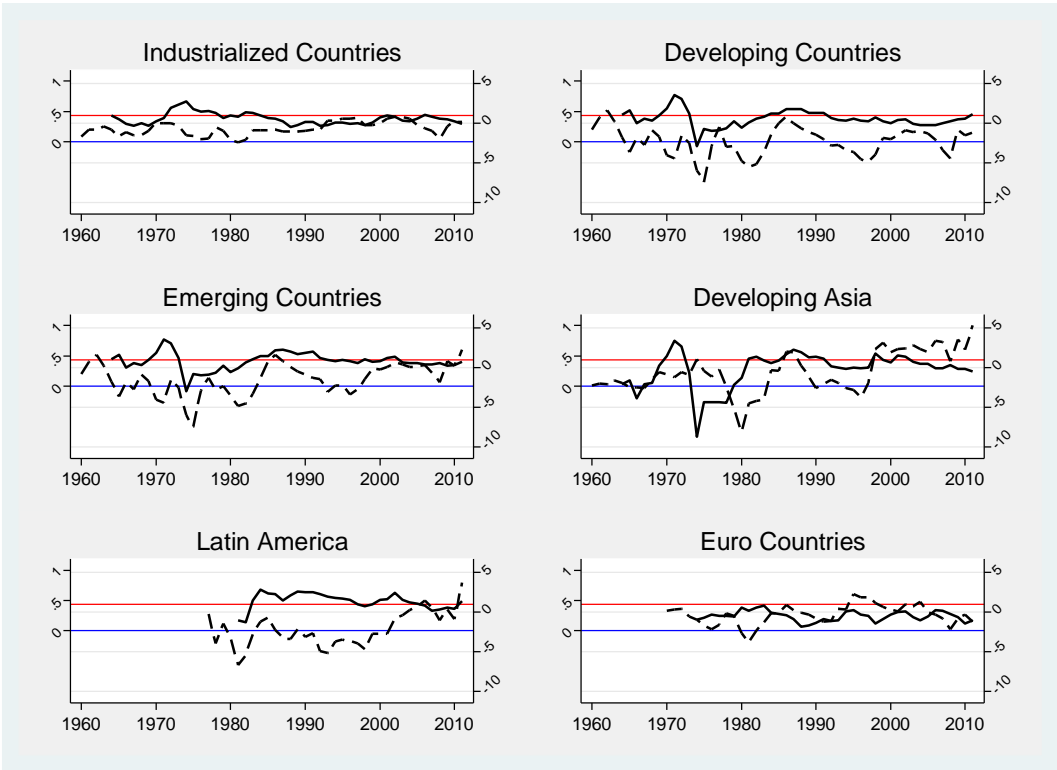 Industrialized Countries
0 .5 1
-10 -5 0 5
1960 1970 1980 1990 2000 2010
Developing Countries
0 .5 1
-10 -5 0 5
1960 1970 1980 1990 2000 2010
Emerging Countries
0 .5 1
-10 -5 0 5
1960 1970 1980 1990 2000 2010
Developing Asia
0 .5 1
-10 -5 0 5
1960 1970 1980 1990 2000 2010
Latin America
0 .5 1
-10 -5 0 5
1960 1970 1980 1990 2000 2010
Euro Countries
0 .5 1
-10 -5 0 5
1960 1970 1980 1990 2000 2010